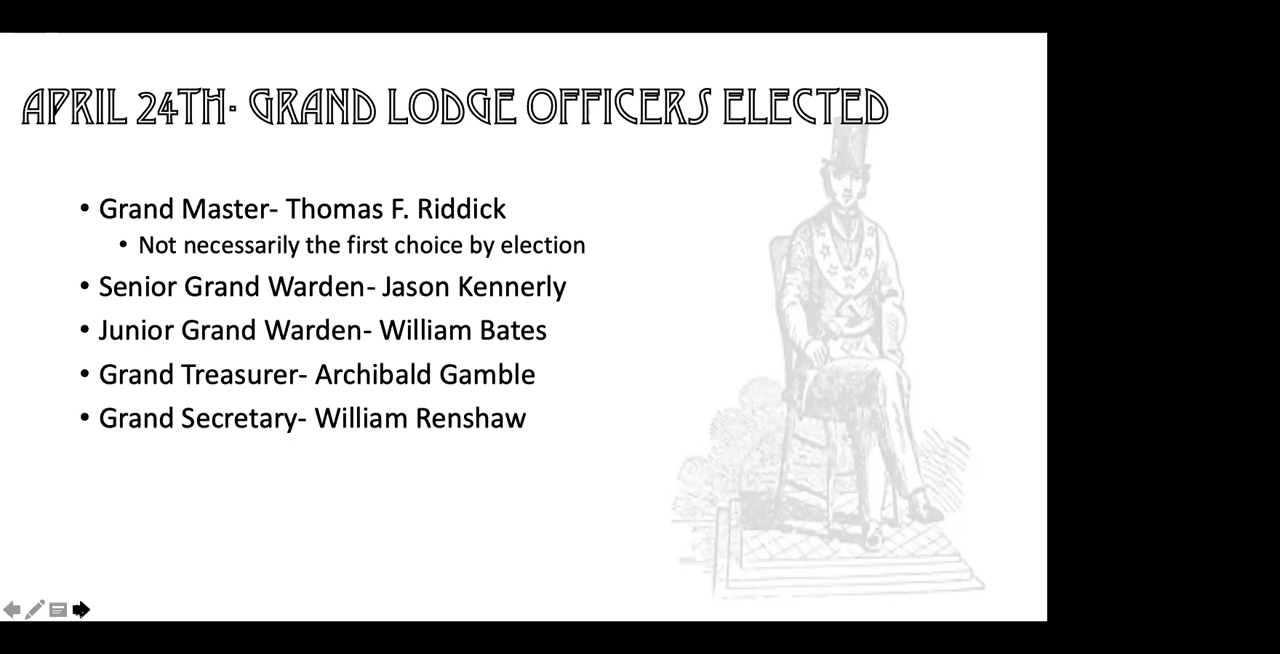 APRIL 24TH- GRAND LODGE OFFICERS ELECTED
• Grand Master- Thomas F. Riddick
• Not necessarily the first choice by election
• Senior Grand Warden- Jason Kennerly
• Junior Grand Warden- William Bates
• Grand Treasurer- Archibald Gamble
• Grand Secretary- William Renshaw